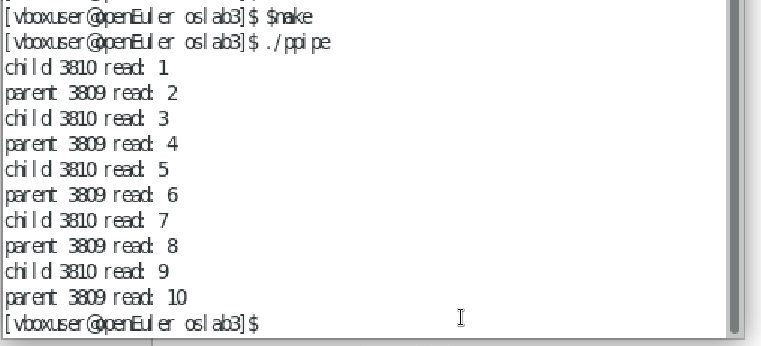 [vboxuser@openEuler oslab3]$ $make
[vboxuser@openEuler oslab3]$ ./ppipe
child 3810 read: 1
parent 3809 read: 2
child 3810 read: 3
parent 3809 read: 4
child 3810 read: 5
parent 3809 read: 6
child 3810 read: 7
parent 3809 read: 8
child 3810 read: 9
parent 3809 read: 10
[vboxuser@openEuler oslab3]$